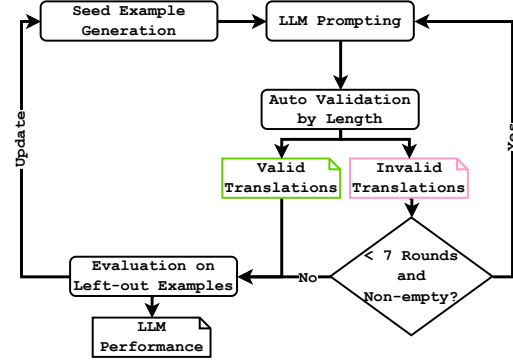 Seed Example
Generation
LLM Prompting
Auto Validation
by Length
Valid
Translations
Invalid
Translations
< 7 Rounds
and
Non-empty?
Yes
No
Update
Evaluation on
Left-out Examples
LLM
Performance